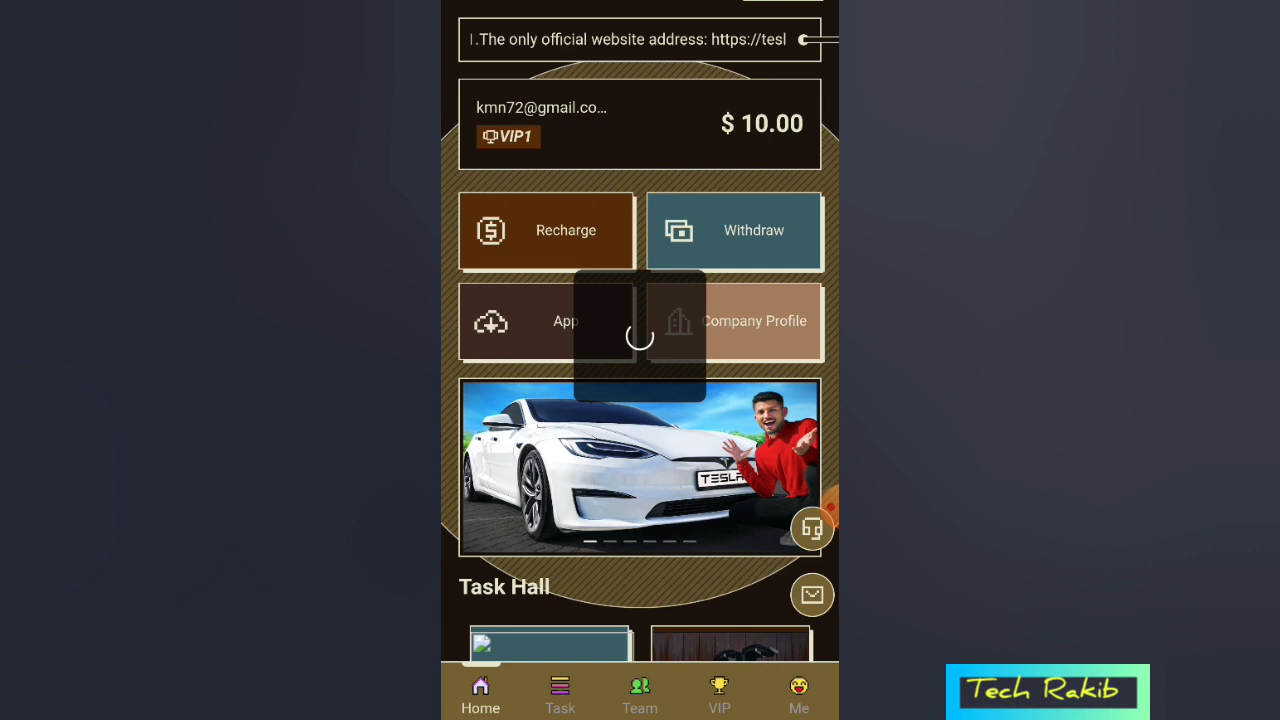 .The only official website address: https://tesl
kmn72@gmail.co...
$ 10.00
VIP1
Recharge
Withdraw
App
Company Profile
TESLA
Task Hall
Home
Task
Team
VIP
Me
Tech Rakib